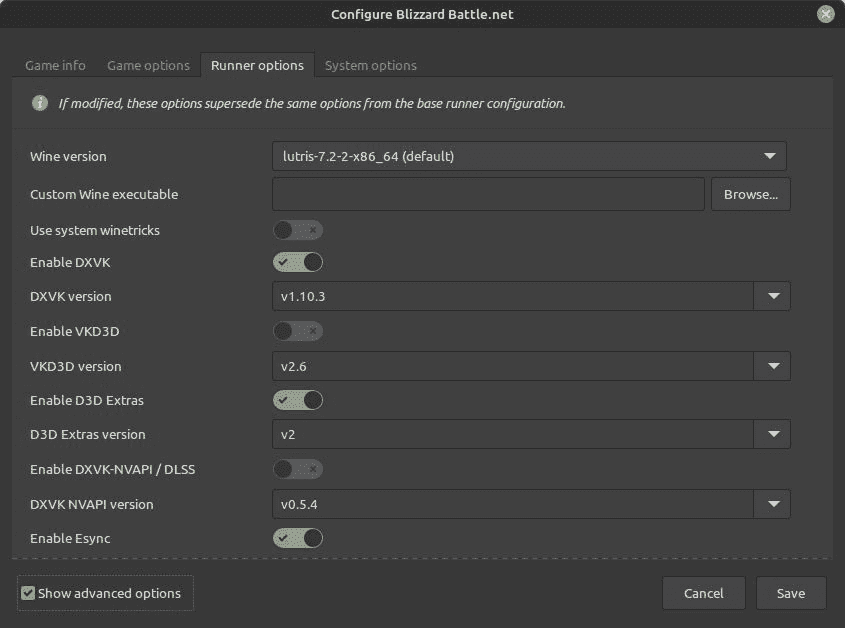 Configure Blizzard Battle.net
Game info Game options Runner options System options
If modified, these options supersede the same options from the base runner configuration.
Wine version lutris-7.2-2-x86_64 (default)
Custom Wine executable Browse...
Use system winetricks
Enable DXVK
DXVK version v1.10.3
Enable VKD3D
VKD3D version v2.6
Enable D3D Extras
D3D Extras version v2
Enable DXVK-NVAPI / DLSS
DXVK NVAPI version v0.5.4
Enable Esync
Show advanced options Cancel Save